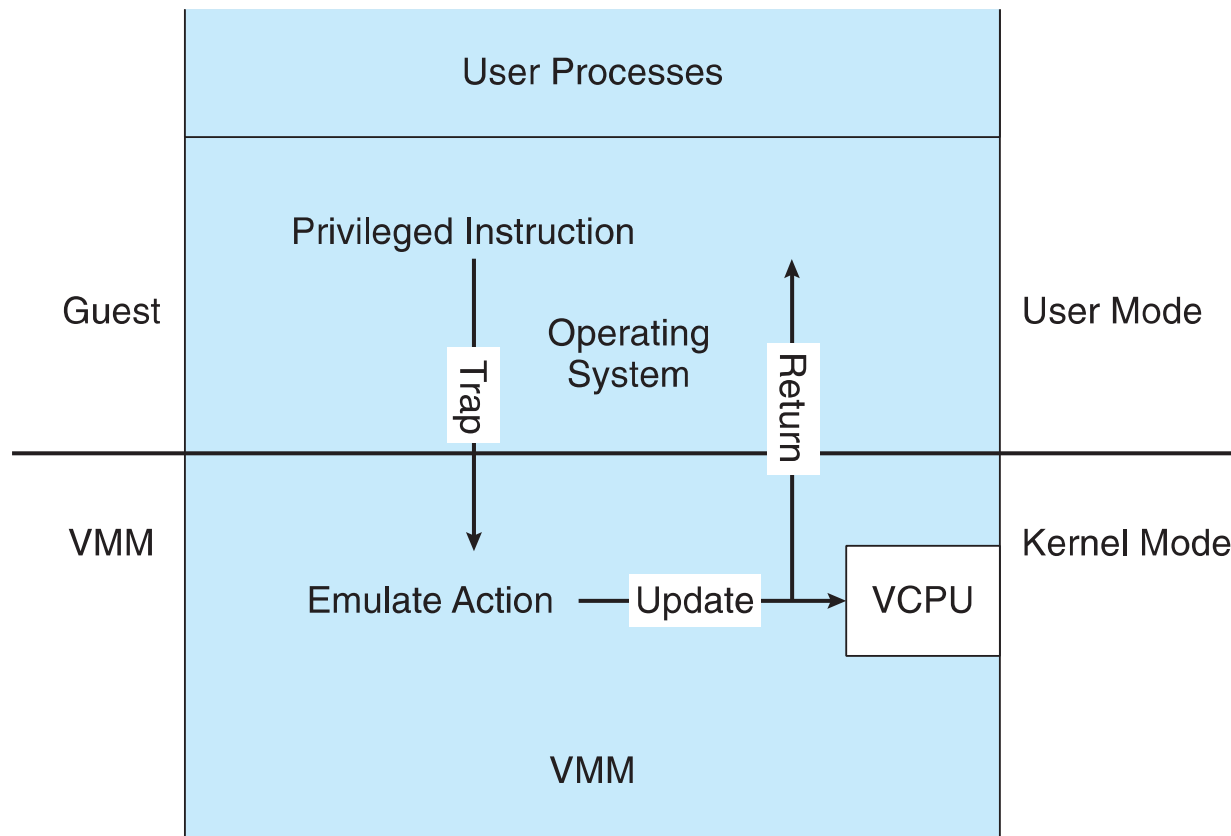 User Processes
Privileged Instruction
Guest
User Mode
Operating
System
Trap
Return
VMM
Kernel Mode
Emulate Action
Update
VCPU
VMM